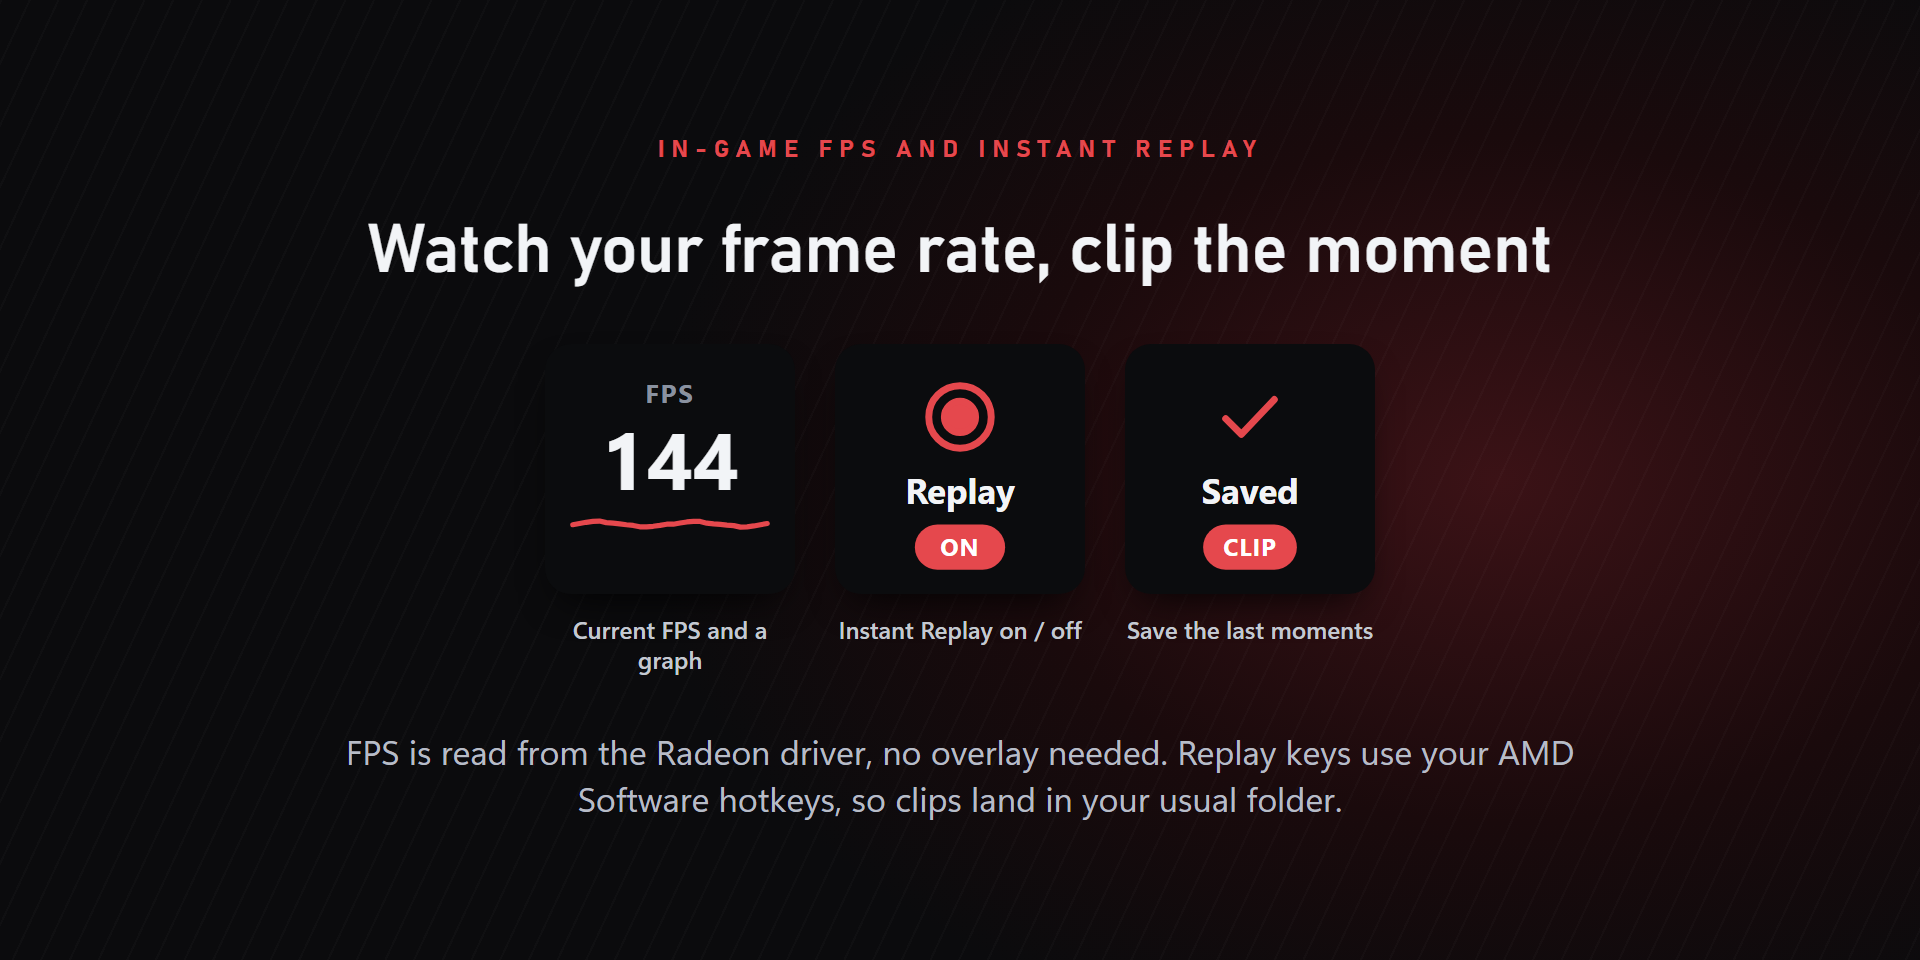 IN-GAME FPS AND INSTANT REPLAY
Watch your frame rate, clip the moment
FPS
144
Replay
ON
Saved
CLIP
Current FPS and a
graph
Instant Replay on / off
Save the last moments
FPS is read from the Radeon driver, no overlay needed. Replay keys use your AMD
Software hotkeys, so clips land in your usual folder.